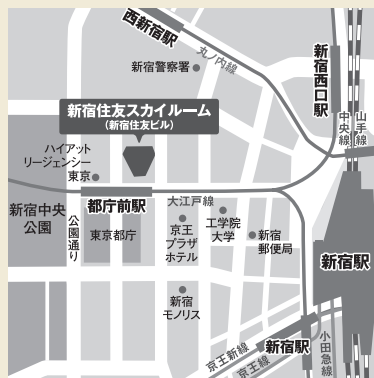 西新宿駅
丸ノ内線
新宿警察署
新宿西口駅
山手線
中央線
新宿住友スカイルーム
(新宿住友ビル)
ハイアット
リージェンシー
東京
大江戸線
都庁前駅
新宿中央
公園
公園通り
東京都庁
京王
プラザ
ホテル
工学院
大学
新宿
郵便局
新宿駅
新宿
モノリス
新宿駅
小田急線
京王新線
京王線